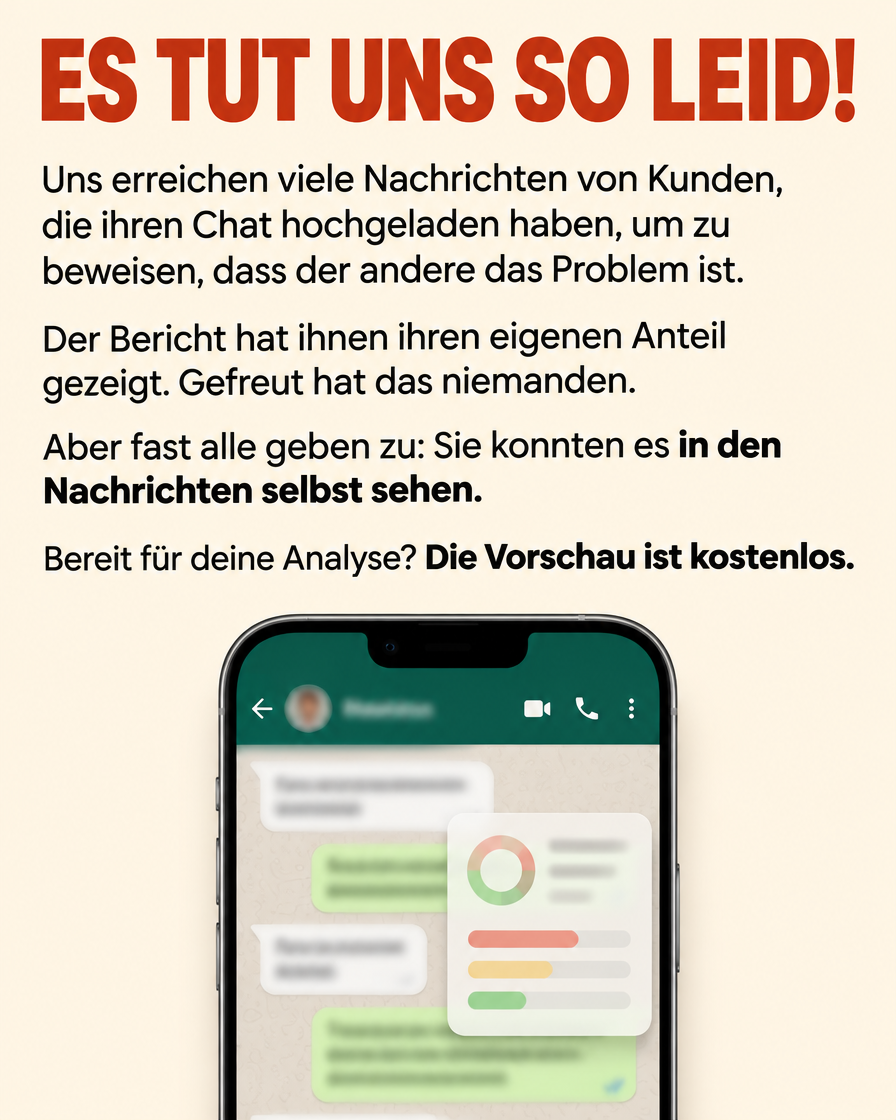 ES TUT UNS SO LEID!
Uns erreichen viele Nachrichten von Kunden,
die ihren Chat hochgeladen haben, um zu
beweisen, dass der andere das Problem ist.
Der Bericht hat ihnen ihren eigenen Anteil
gezeigt. Gefreut hat das niemanden.
Aber fast alle geben zu: Sie konnten es in den
Nachrichten selbst sehen.
Bereit für deine Analyse? Die Vorschau ist kostenlos.